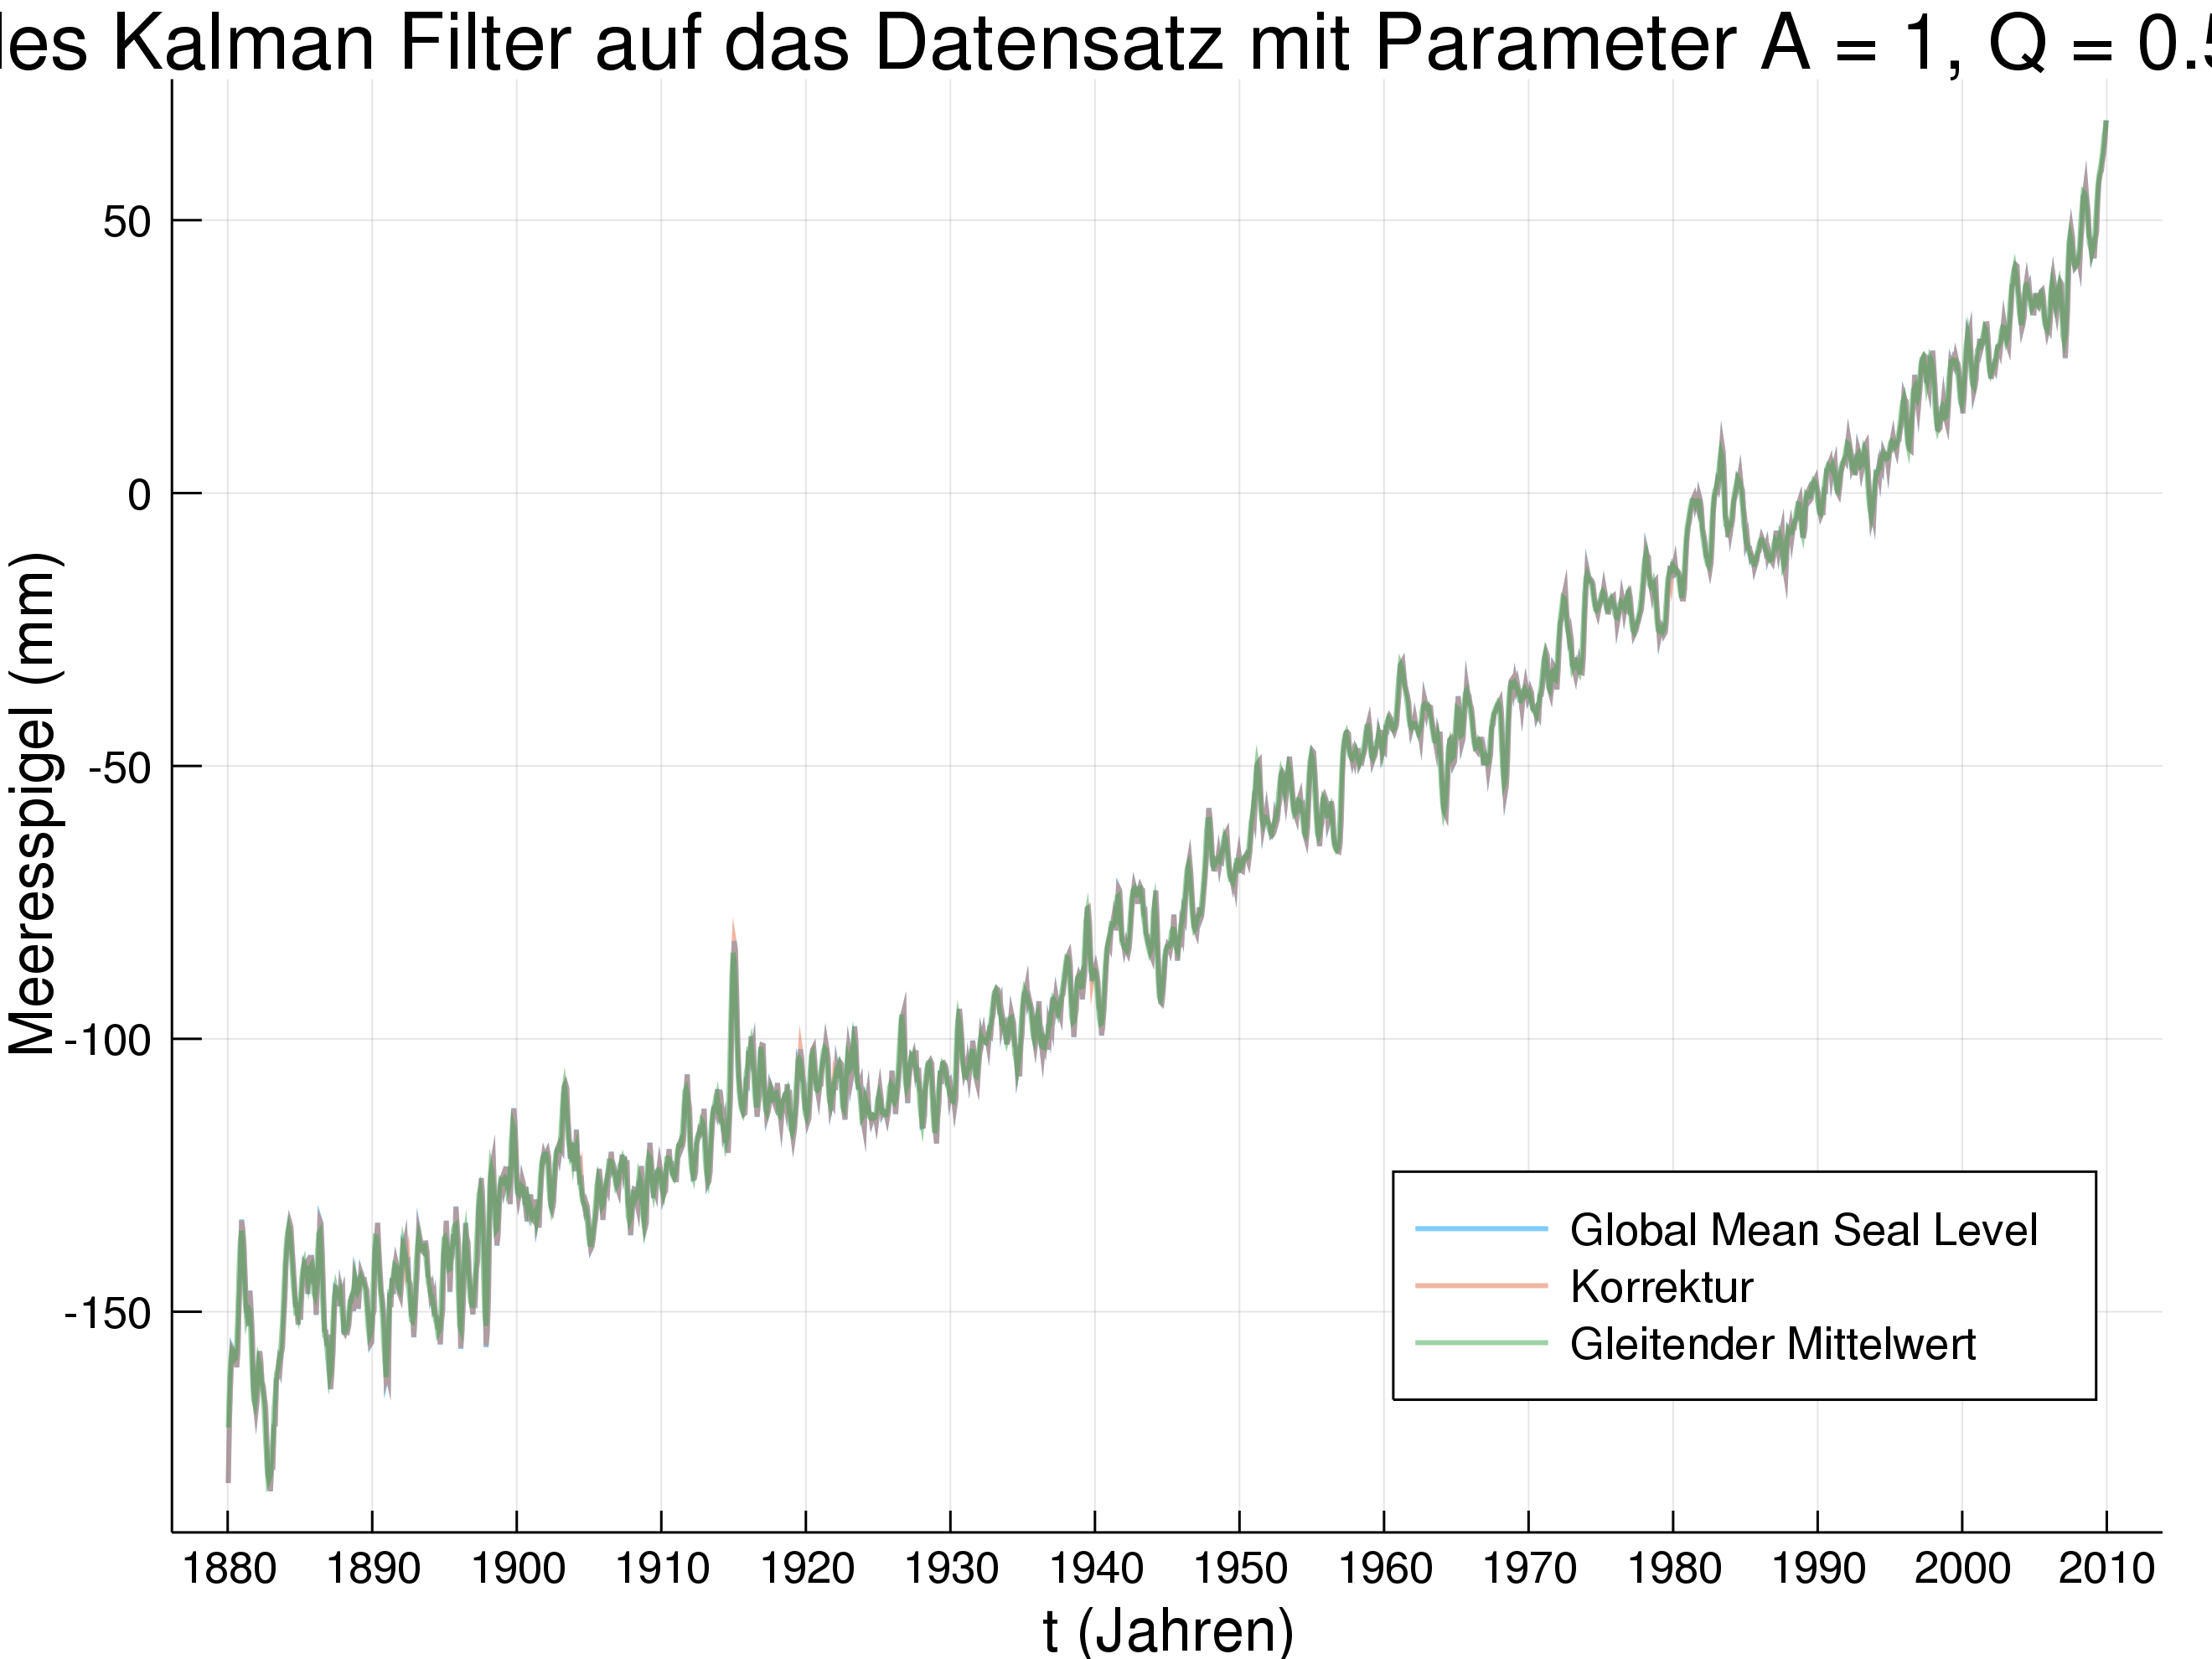 des Kalman Filter auf das Datensatz mit Parameter A = 1, Q = 0.5
Meeresspigel (mm)
50
0
-50
-100
-150
Global Mean Seal Level
Korrektur
Gleitender Mittelwert
1880 1890 1900 1910 1920 1930 1940 1950 1960 1970 1980 1990 2000 2010
t (Jahren)